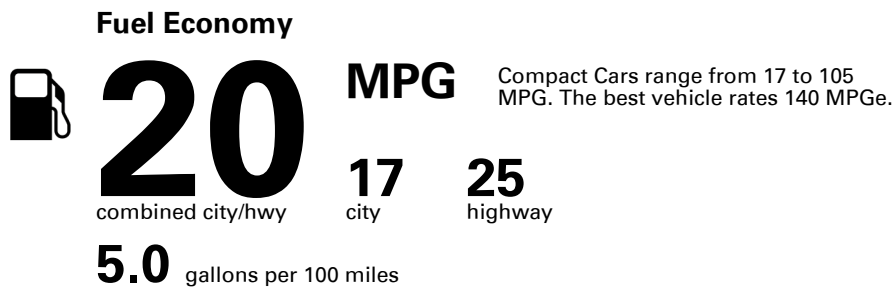 Fuel Economy
20 MPG
Compact Cars range from 17 to 105
MPG. The best vehicle rates 140 MPGe.
combined city/hwy
17
city
25
highway
5.0 gallons per 100 miles